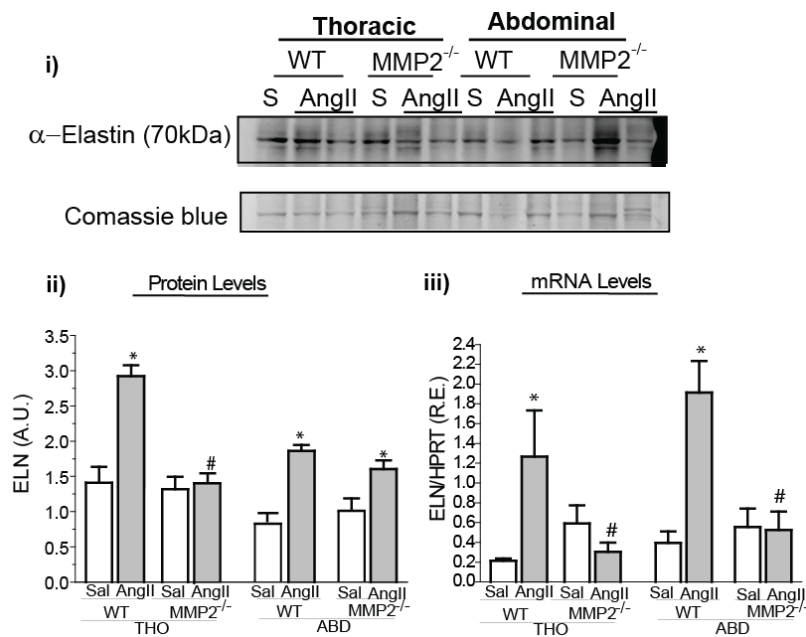 Thoracic Abdominal
i) WT MMP2-/- WT MMP2-/-
S AngII S AngII S AngII S AngII
α–Elastin (70kDa)
Comassie blue
ii) Protein Levels
ELN (A.U.)
3.5
3.0
2.5
2.0
1.5
1.0
0.5
0.0
* # * *
Sal AngII Sal AngII Sal AngII Sal AngII
WT MMP2-/- WT MMP2-/-
THO ABD
iii) mRNA Levels
ELN/HPRT (R.E.)
2.4
2.2
2.0
1.8
1.6
1.4
1.2
1.0
0.8
0.6
0.4
0.2
0.0
* # * #
Sal AngII Sal AngII Sal AngII Sal AngII
WT MMP2-/- WT MMP2-/-
THO ABD